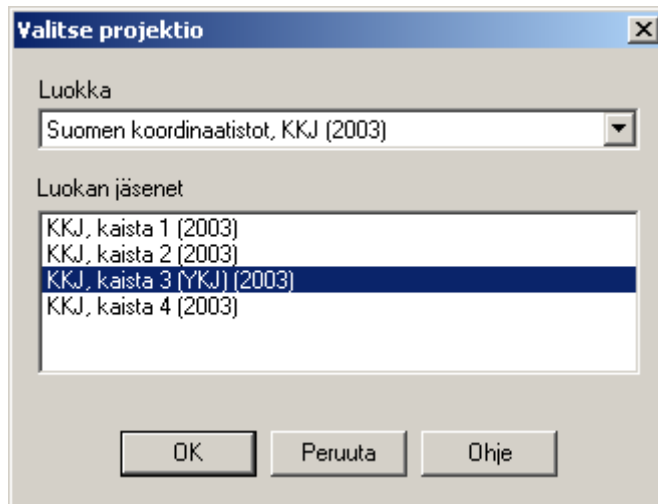 Valitse projektio
Luokka
Suomen koordinaatistot, KKJ (2003)
Luokan jäsenet
KKJ, kaista 1 (2003)
KKJ, kaista 2 (2003)
KKJ, kaista 3 (YKJ) (2003)
KKJ, kaista 4 (2003)
OK Peruuta Ohje